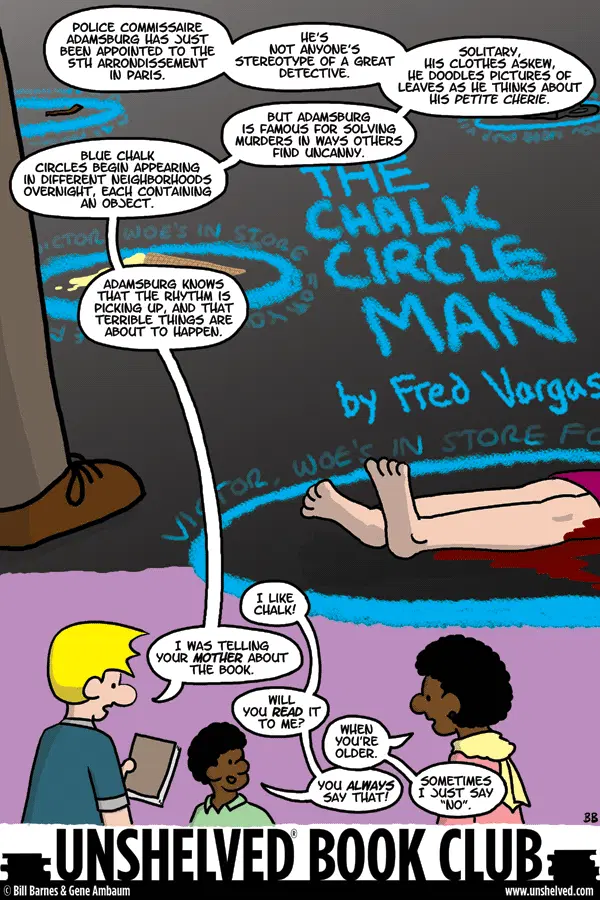 POLICE COMMISSAIRE
ADAMSBURG HAS JUST
BEEN APPOINTED TO THE
5TH ARRONDISSEMENT
IN PARIS.
HE'S
NOT ANYONE'S
STEREOTYPE OF A GREAT
DETECTIVE.
SOLITARY,
HIS CLOTHES ASKEW,
HE DOODLES PICTURES OF
LEAVES AS HE THINKS ABOUT
HIS PETITE CHERIE.
BUT ADAMSBURG
IS FAMOUS FOR SOLVING
MURDERS IN WAYS OTHERS
FIND UNCANNY.
BLUE CHALK
CIRCLES BEGIN APPEARING
IN DIFFERENT NEIGHBORHOODS
OVERNIGHT, EACH CONTAINING
AN OBJECT.
THE
CHALK
CIRCLE
MAN
by Fred Vargas
ICTOR, WOE'S IN STORE
ADAMSBURG KNOWS
THAT THE RHYTHM IS
PICKING UP, AND THAT
TERRIBLE THINGS ARE
ABOUT TO HAPPEN.
VICTOR, WOE'S IN STORE FO
I WAS TELLING
YOUR MOTHER ABOUT
THE BOOK.
I LIKE
CHALK!
WILL
YOU READ IT
TO ME?
WHEN
YOU'RE
OLDER.
YOU ALWAYS
SAY THAT!
SOMETIMES
I JUST SAY
"NO".
BB
UNSHELVED® BOOK CLUB
© Bill Barnes & Gene Ambaum
www.unshelved.com